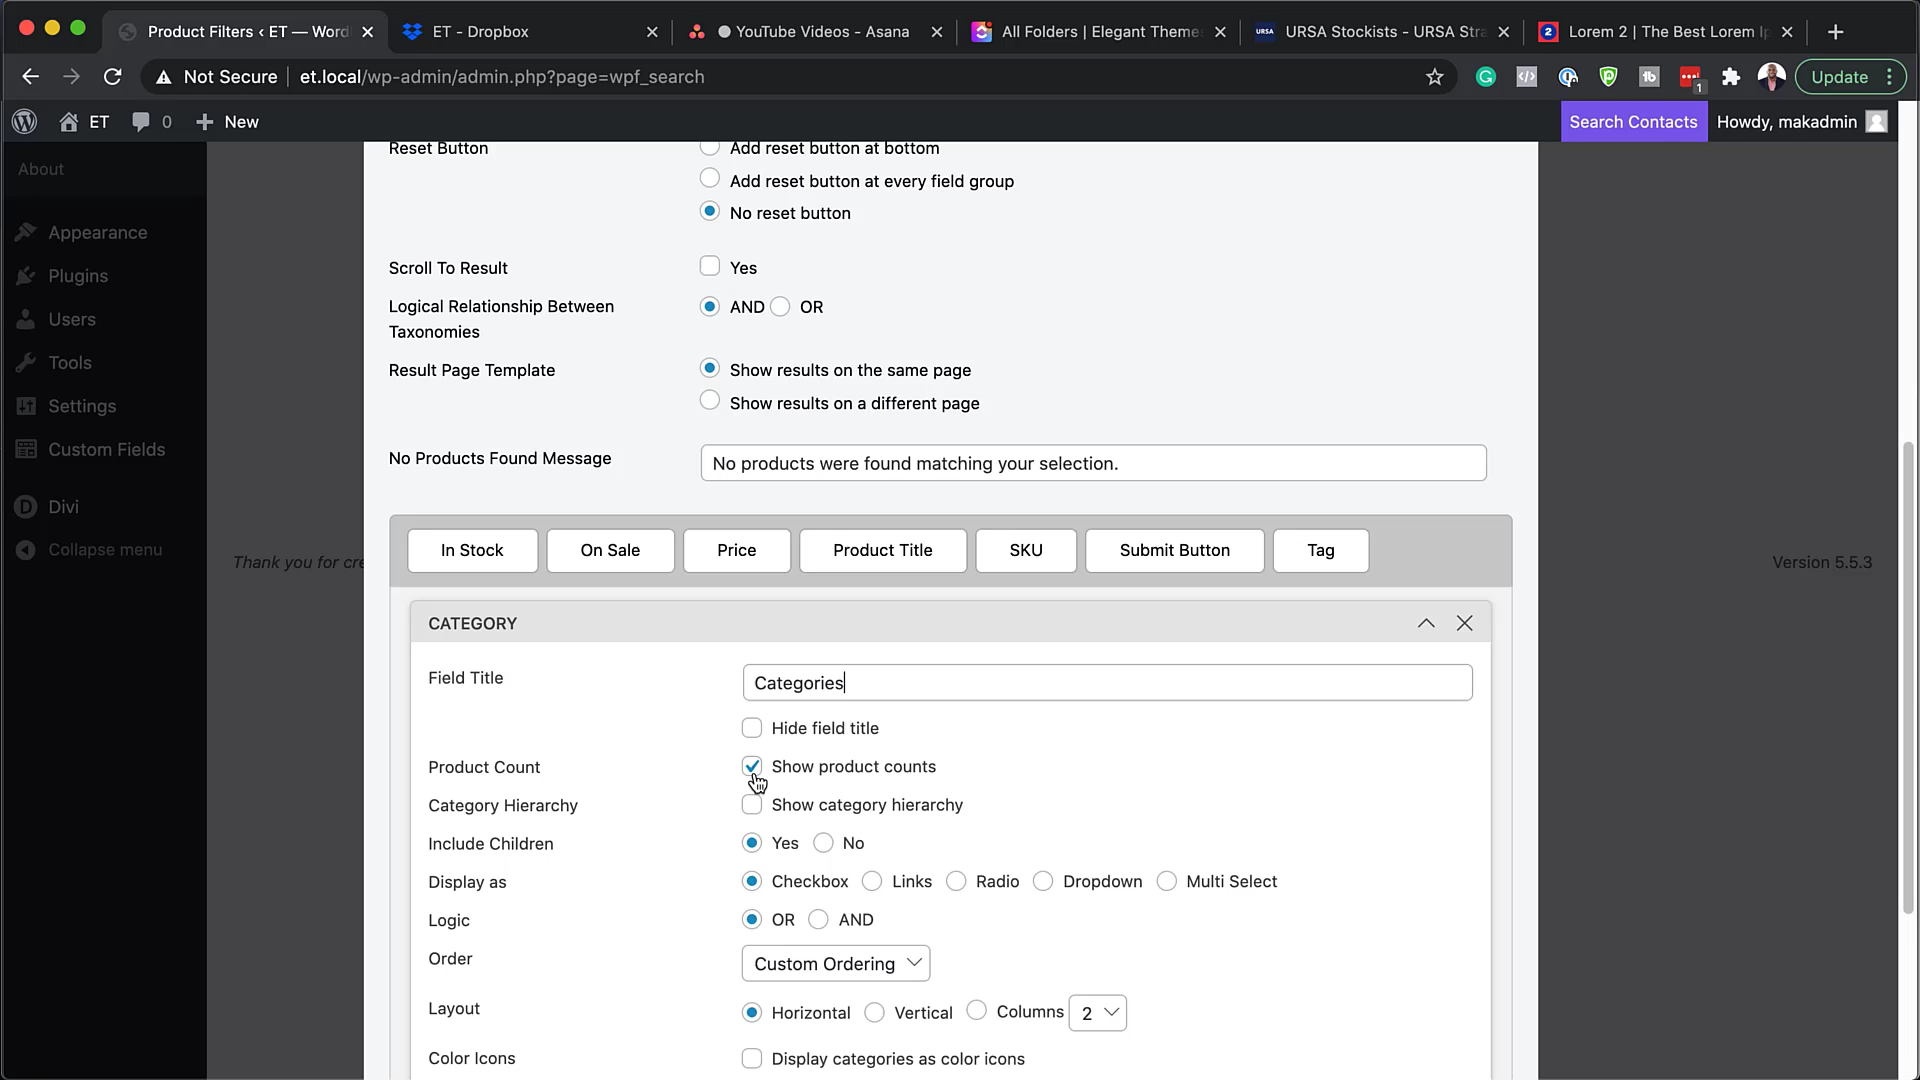 Product Filters ‹ ET — Word
ET - Dropbox
YouTube Videos - Asana
All Folders | Elegant Theme
URSA
URSA Stockists - URSA Stra
2
Lorem 2 | The Best Lorem Ip
Not Secure
et.local/wp-admin/admin.php?page=wpf_search
1
Update
ET
0
New
Search Contacts
Howdy, makadmin
About
Appearance
Plugins
Users
Tools
Settings
Custom Fields
Divi
Collapse menu
Thank you for cre
Version 5.5.3
Reset Button
Add reset button at bottom
Add reset button at every field group
No reset button
Scroll To Result
Yes
Logical Relationship Between
Taxonomies
AND
OR
Result Page Template
Show results on the same page
Show results on a different page
No Products Found Message
No products were found matching your selection.
In Stock
On Sale
Price
Product Title
SKU
Submit Button
Tag
CATEGORY
Field Title
Categories
Hide field title
Product Count
Show product counts
Category Hierarchy
Show category hierarchy
Include Children
Yes
No
Display as
Checkbox
Links
Radio
Dropdown
Multi Select
Logic
OR
AND
Order
Custom Ordering
Layout
Horizontal
Vertical
Columns
2
Color Icons
Display categories as color icons